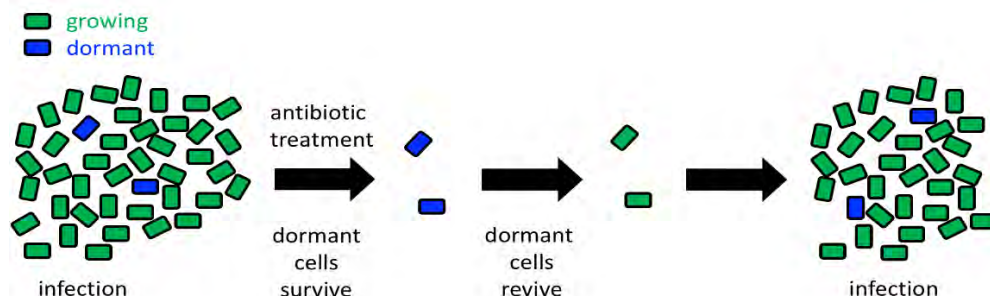 growing
dormant
antibiotic
treatment
dormant
cells
survive
dormant
cells
revive
infection
infection